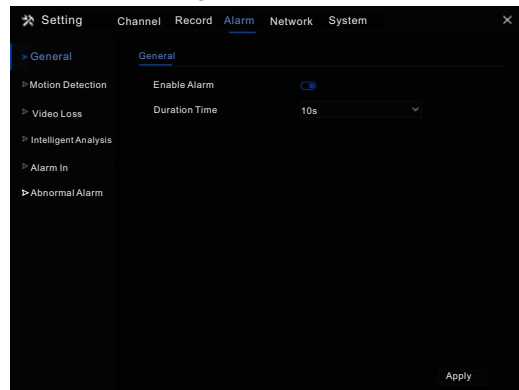 Setting Channel Record Alarm Network System
General
Motion Detection
Video Loss
Intelligent Analysis
Alarm In
Abnormal Alarm
General
Enable Alarm
Duration Time 10s
Apply